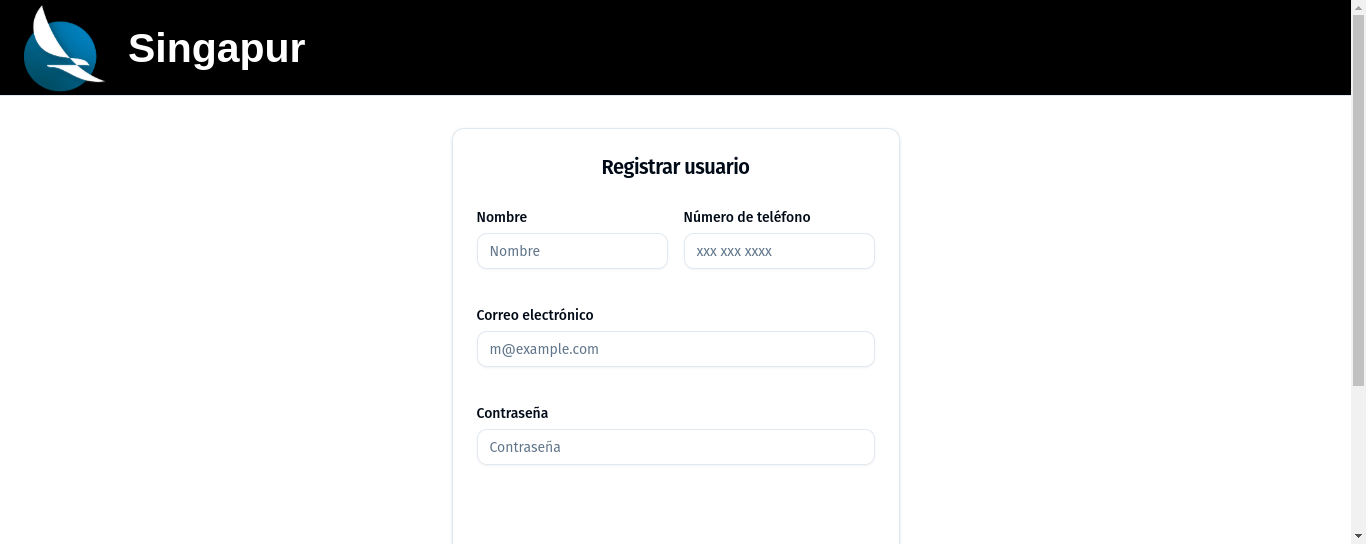 Singapur
Registrar usuario
Nombre Número de teléfono
Nombre xxx xxx xxxx
Correo electrónico
m@example.com
Contraseña
Contraseña